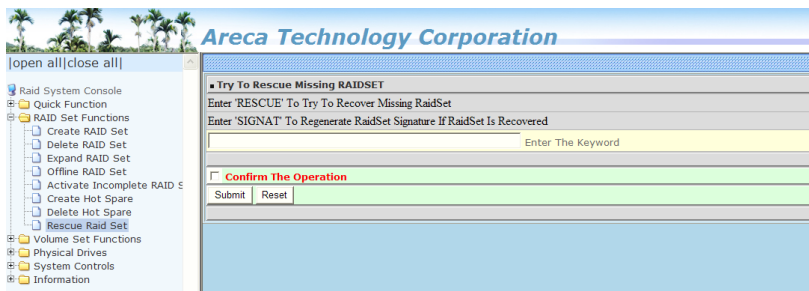 Areca Technology Corporation
|open all|close all|
Raid System Console
Quick Function
RAID Set Functions
Create RAID Set
Delete RAID Set
Expand RAID Set
Offline RAID Set
Activate Incomplete RAID S
Create Hot Spare
Delete Hot Spare
Rescue Raid Set
Volume Set Functions
Physical Drives
System Controls
Information
Try To Rescue Missing RAIDSET
Enter 'RESCUE' To Try To Recover Missing RaidSet
Enter 'SIGNAT' To Regenerate RaidSet Signature If RaidSet Is Recovered
Enter The Keyword
Confirm The Operation
Submit Reset